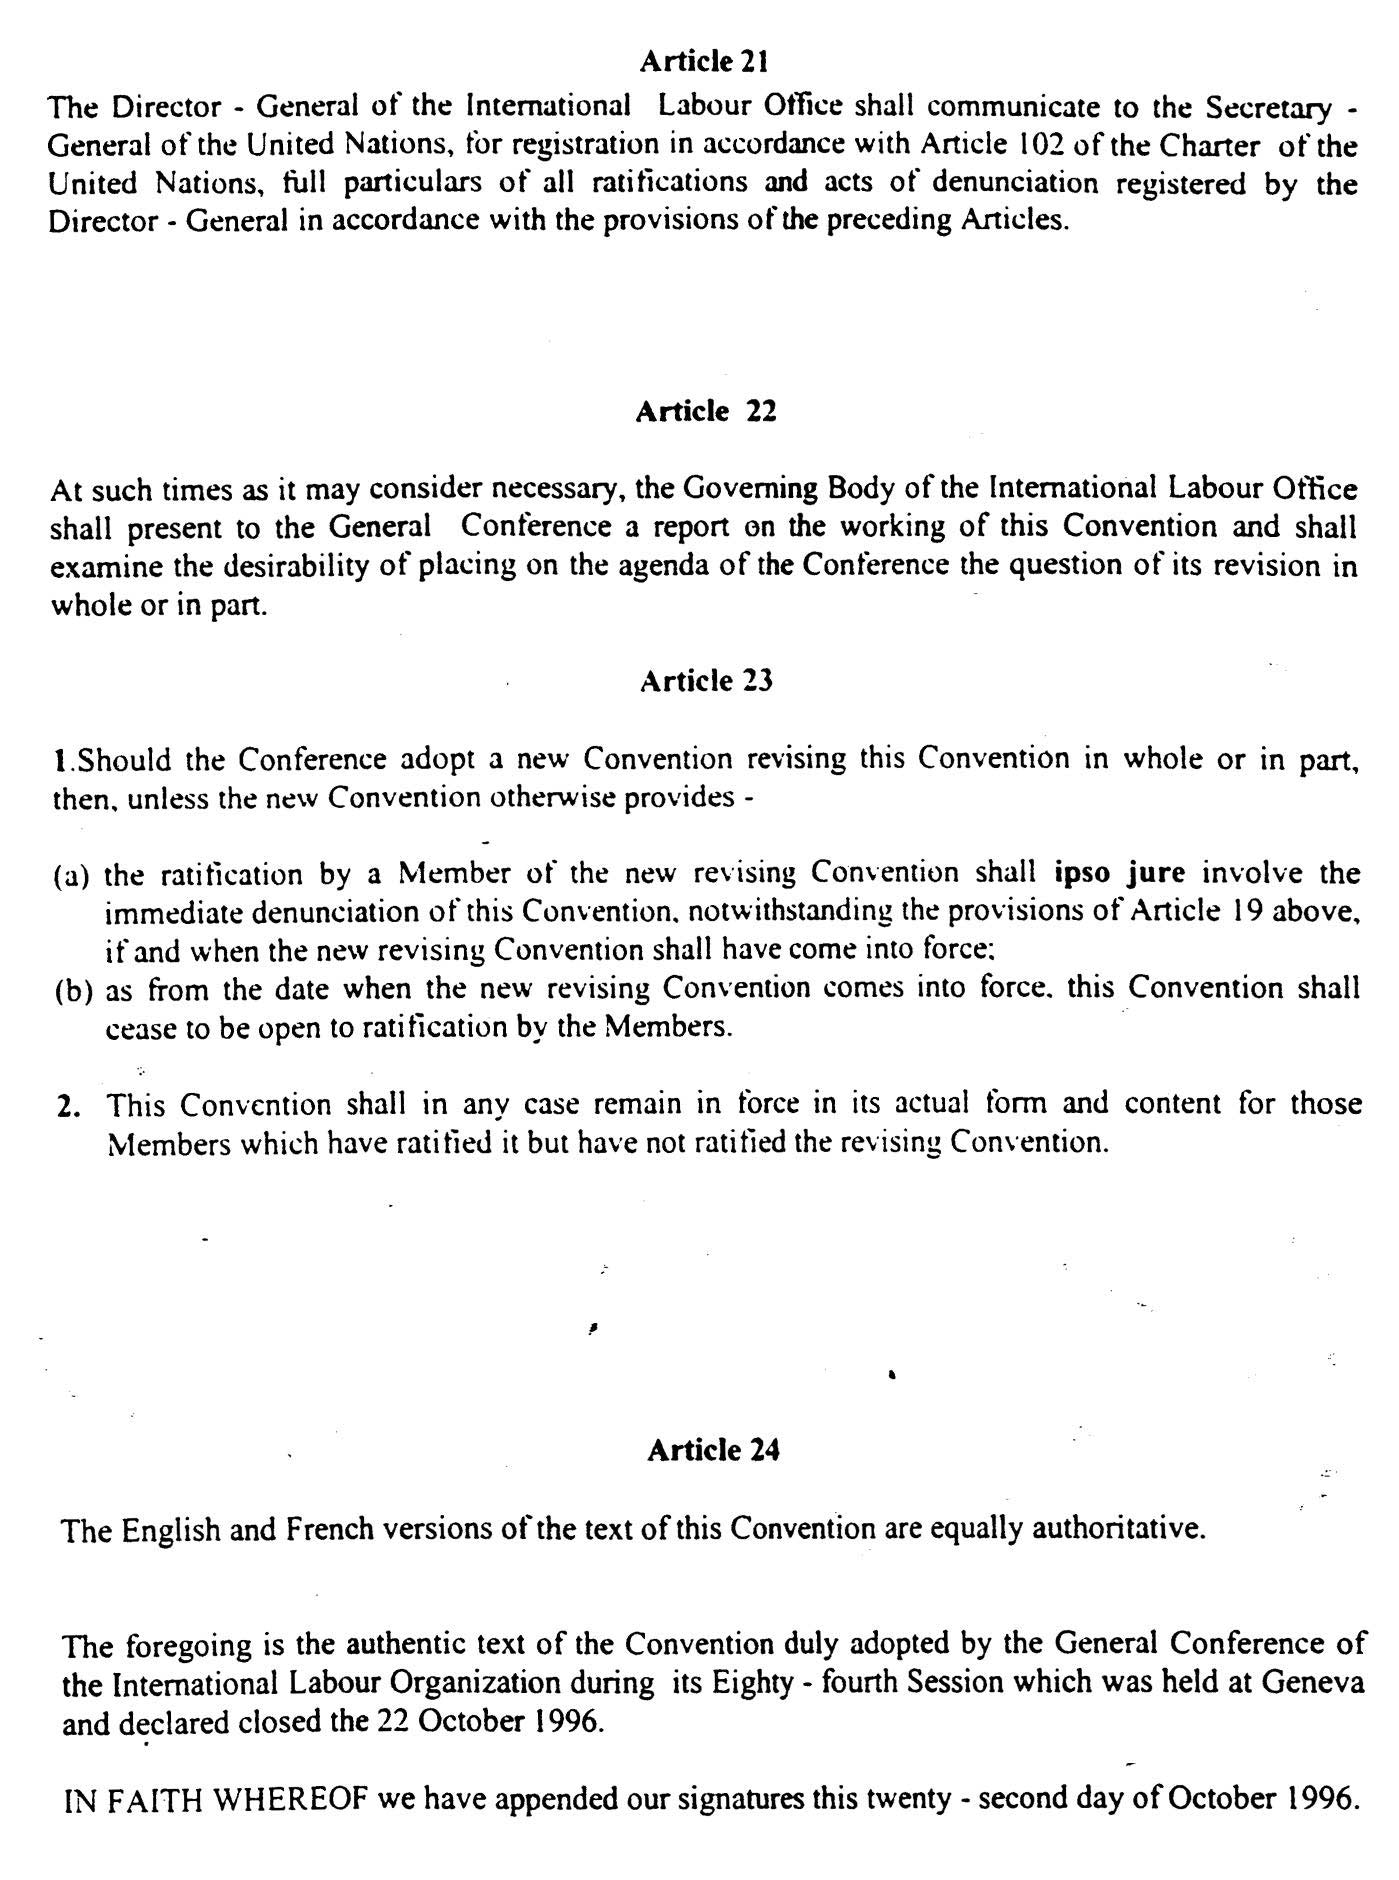 Article 21
The Director - General of the International Labour Office shall communicate to the Secretary -
General of the United Nations, for registration in accordance with Article 102 of the Charter of the
United Nations, full particulars of all ratifications and acts of denunciation registered by the
Director - General in accordance with the provisions of the preceding Articles.
Article 22
At such times as it may consider necessary, the Governing Body of the International Labour Office
shall present to the General Conference a report on the working of this Convention and shall
examine the desirability of placing on the agenda of the Conference the question of its revision in
whole or in part.
Article 23
1.Should the Conference adopt a new Convention revising this Convention in whole or in part,
then, unless the new Convention otherwise provides -
(a) the ratification by a Member of the new revising Convention shall ipso jure involve the
immediate denunciation of this Convention, notwithstanding the provisions of Article 19 above,
if and when the new revising Convention shall have come into force;
(b) as from the date when the new revising Convention comes into force, this Convention shall
cease to be open to ratification by the Members.
2. This Convention shall in any case remain in force in its actual form and content for those
Members which have ratified it but have not ratified the revising Convention.
Article 24
The English and French versions of the text of this Convention are equally authoritative.
The foregoing is the authentic text of the Convention duly adopted by the General Conference of
the International Labour Organization during its Eighty - fourth Session which was held at Geneva
and declared closed the 22 October 1996.
IN FAITH WHEREOF we have appended our signatures this twenty - second day of October 1996.